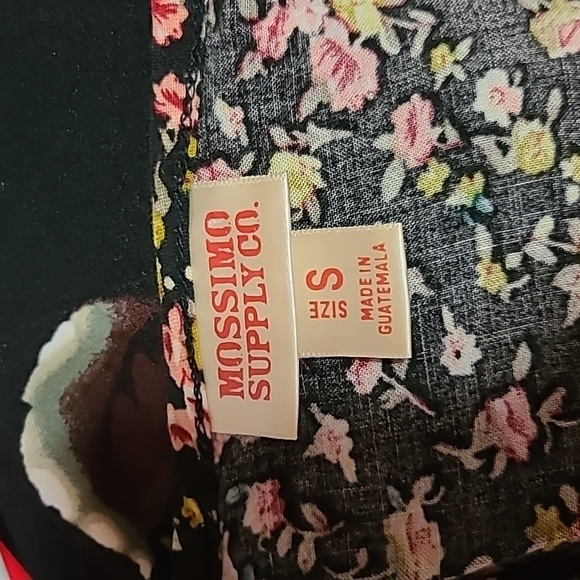 MOSSIMO
SUPPLY CO.
SIZE S
MADE IN
GUATEMALA